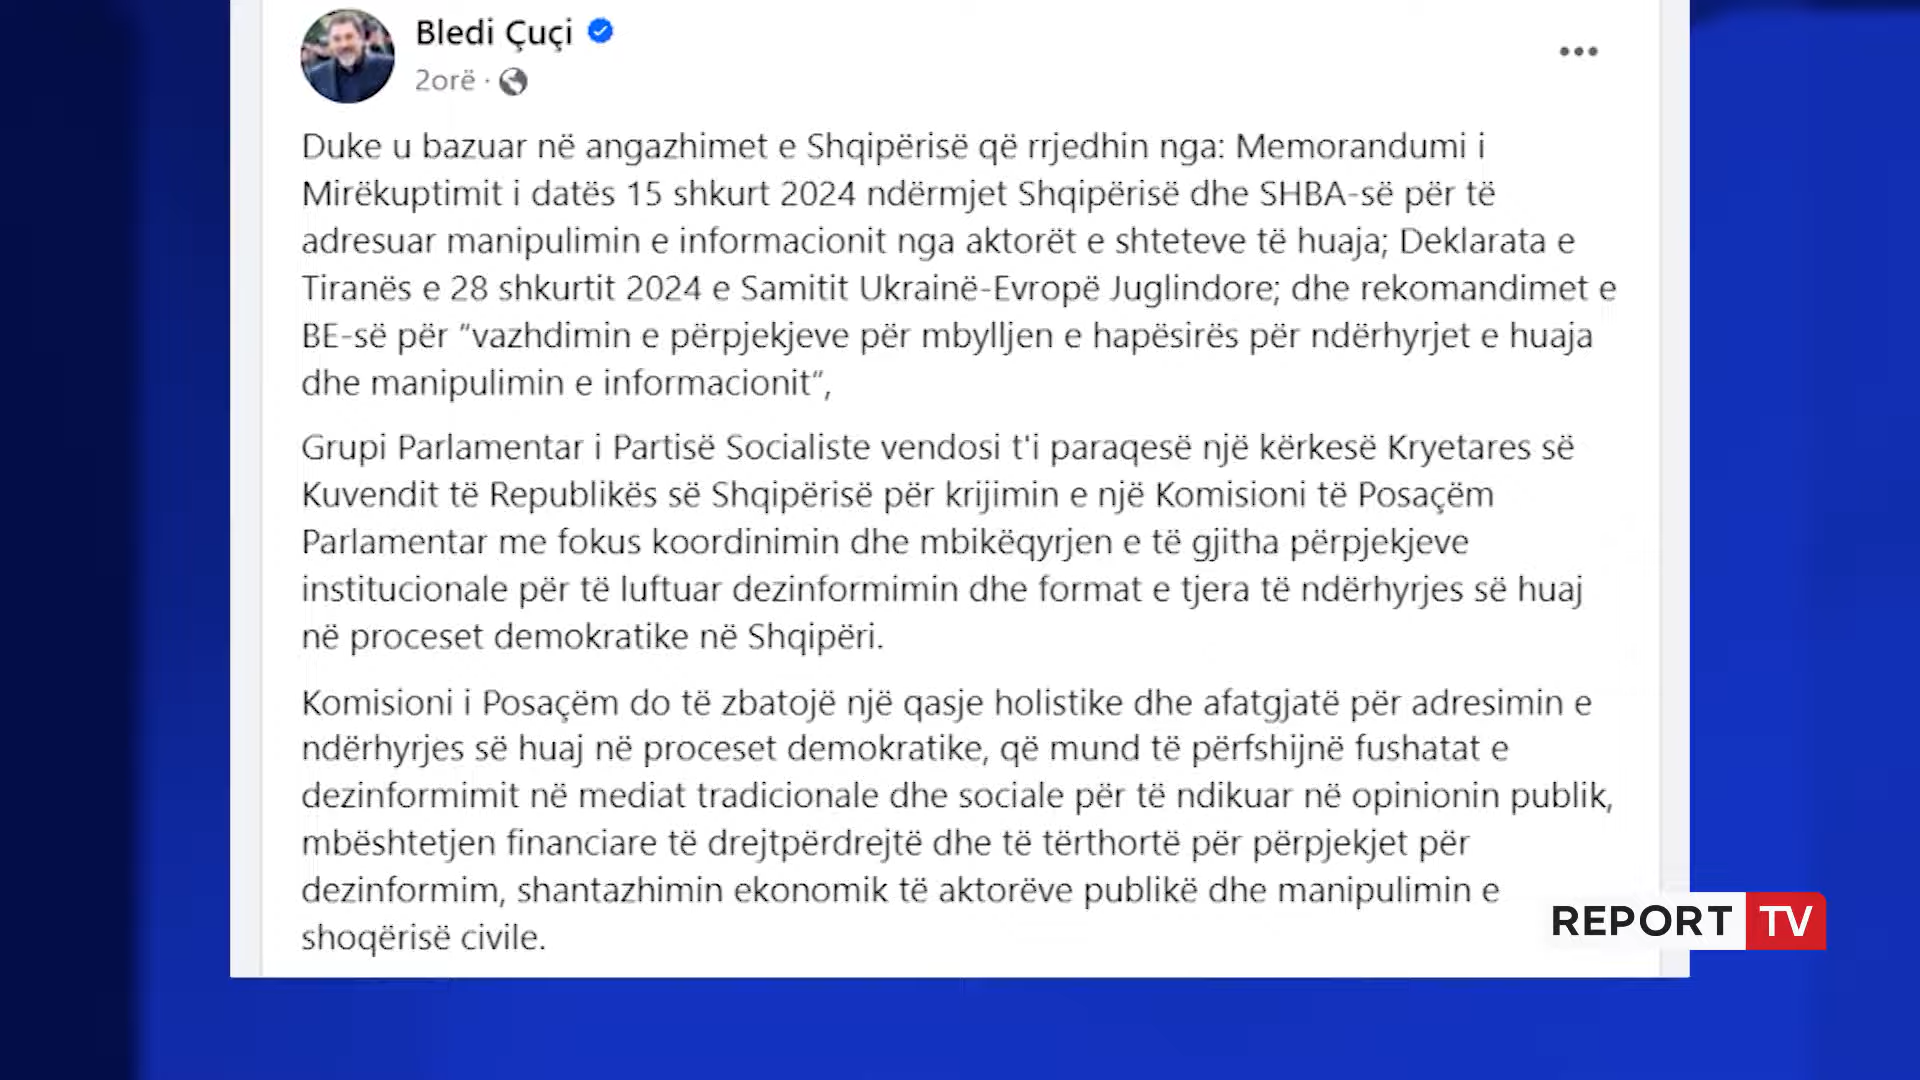 Bledi Çuçi
2orë ·
Duke u bazuar në angazhimet e Shqipërisë që rrjedhin nga: Memorandumi i
Mirëkuptimit i datës 15 shkurt 2024 ndërmjet Shqipërisë dhe SHBA-së për të
adresuar manipulimin e informacionit nga aktorët e shteteve të huaja; Deklarata e
Tiranës e 28 shkurtit 2024 e Samitit Ukrainë-Evropë Juglindore; dhe rekomandimet e
BE-së për “vazhdimin e përpjekjeve për mbylljen e hapësirës për ndërhyrjet e huaja
dhe manipulimin e informacionit”,
Grupi Parlamentar i Partisë Socialiste vendosi t'i paraqesë një kërkesë Kryetares së
Kuvendit të Republikës së Shqipërisë për krijimin e një Komisioni të Posaçëm
Parlamentar me fokus koordinimin dhe mbikëqyrjen e të gjitha përpjekjeve
institucionale për të luftuar dezinformimin dhe format e tjera të ndërhyrjes së huaj
në proceset demokratike në Shqipëri.
Komisioni i Posaçëm do të zbatojë një qasje holistike dhe afatgjatë për adresimin e
ndërhyrjes së huaj në proceset demokratike, që mund të përfshijnë fushatat e
dezinformimit në mediat tradicionale dhe sociale për të ndikuar në opinionin publik,
mbështetjen financiare të drejtpërdrejtë dhe të tërthortë për përpjekjet për
dezinformim, shantazhimin ekonomik të aktorëve publikë dhe manipulimin e
shoqërisë civile.
REPORT TV